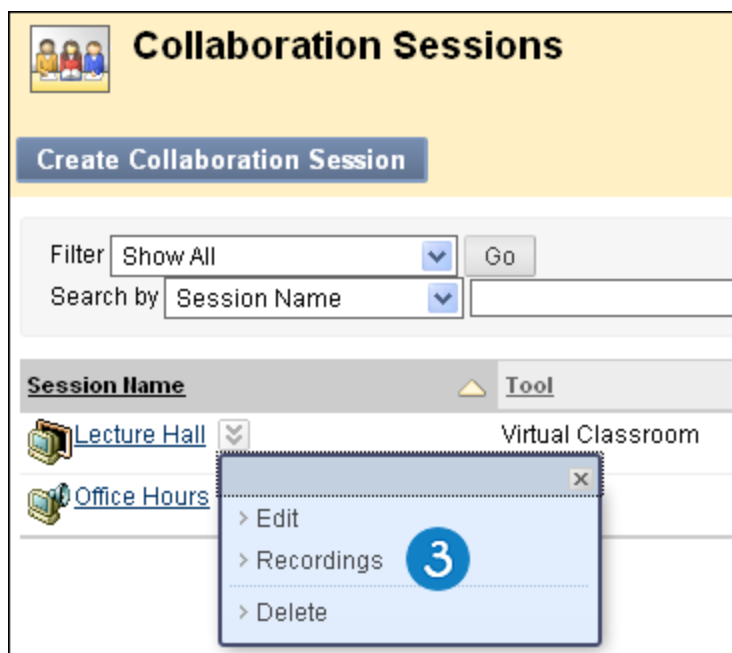 Collaboration Sessions
Create Collaboration Session
Filter Show All Go
Search by Session Name
Session Name Tool
Lecture Hall Virtual Classroom
Office Hours
> Edit
> Recordings 3
> Delete